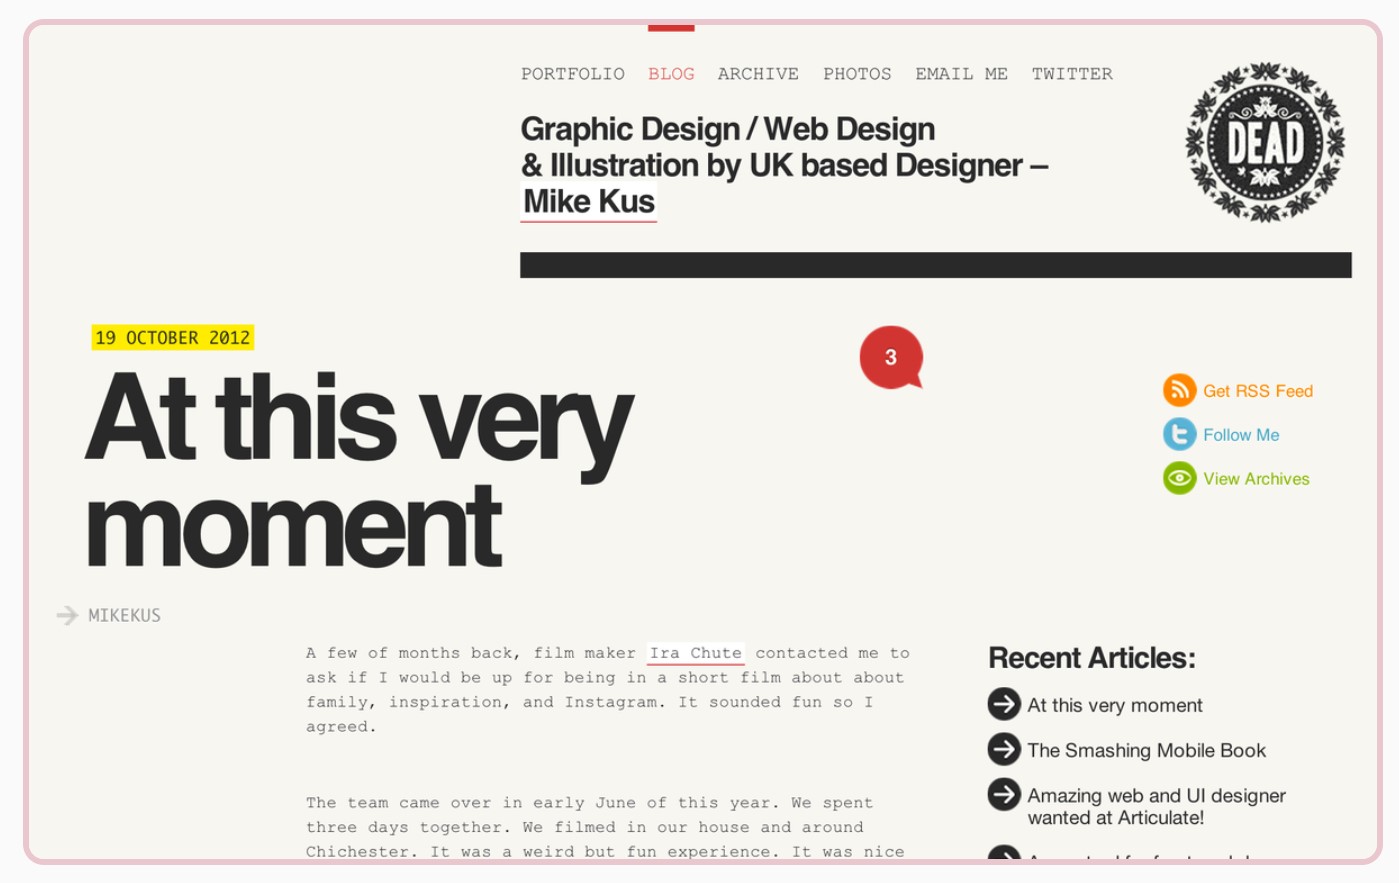 PORTFOLIO BLOG ARCHIVE PHOTOS EMAIL ME TWITTER
Graphic Design / Web Design
& Illustration by UK based Designer –
Mike Kus
DEAD
19 OCTOBER 2012
3
At this very
moment
Get RSS Feed
Follow Me
View Archives
MIKEKUS
A few of months back, film maker Ira Chute contacted me to
ask if I would be up for being in a short film about about
family, inspiration, and Instagram. It sounded fun so I
agreed.
The team came over in early June of this year. We spent
three days together. We filmed in our house and around
Chichester. It was a weird but fun experience. It was nice
Recent Articles:
At this very moment
The Smashing Mobile Book
Amazing web and UI designer
wanted at Articulate!